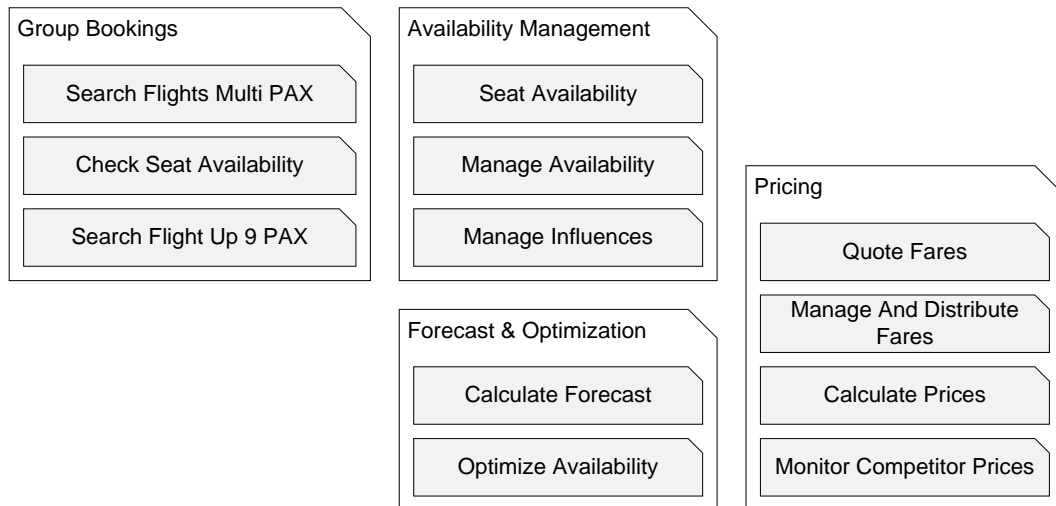 Group Bookings
Search Flights Multi PAX
Check Seat Availability
Search Flight Up 9 PAX
Availability Management
Seat Availability
Manage Availability
Manage Influences
Forecast & Optimization
Calculate Forecast
Optimize Availability
Pricing
Quote Fares
Manage And Distribute
Fares
Calculate Prices
Monitor Competitor Prices